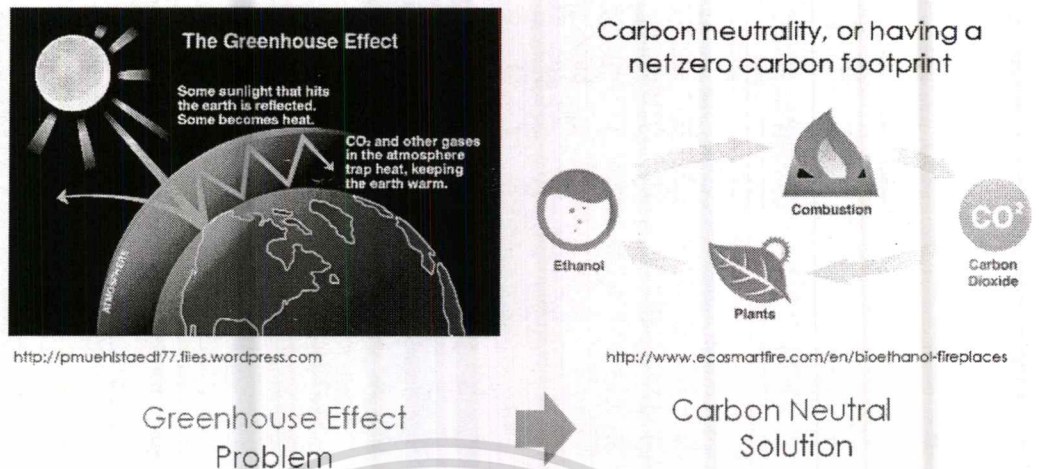 The Greenhouse Effect
Some sunlight that hits
the earth is reflected.
Some becomes heat.
CO₂ and other gases
in the atmosphere
trap heat, keeping
the earth warm.
ATMOSPHERE
http://pmuehlstaedt77.files.wordpress.com
Greenhouse Effect
Problem
Carbon neutrality, or having a
net zero carbon footprint
Combustion
Ethanol
CO²
Carbon
Dioxide
Plants
http://www.ecosmartfire.com/en/bioethanol-fireplaces
Carbon Neutral
Solution